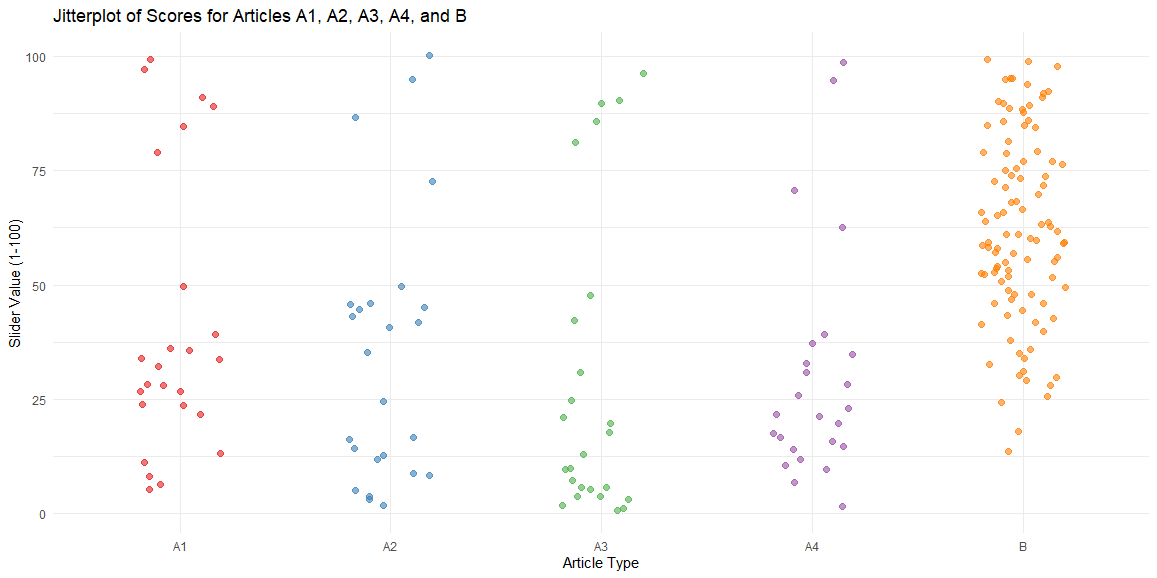 Jitterplot of Scores for Articles A1, A2, A3, A4, and B
100
75
50
25
0
Slider Value (1-100)
A1 A2 A3 A4 B
Article Type